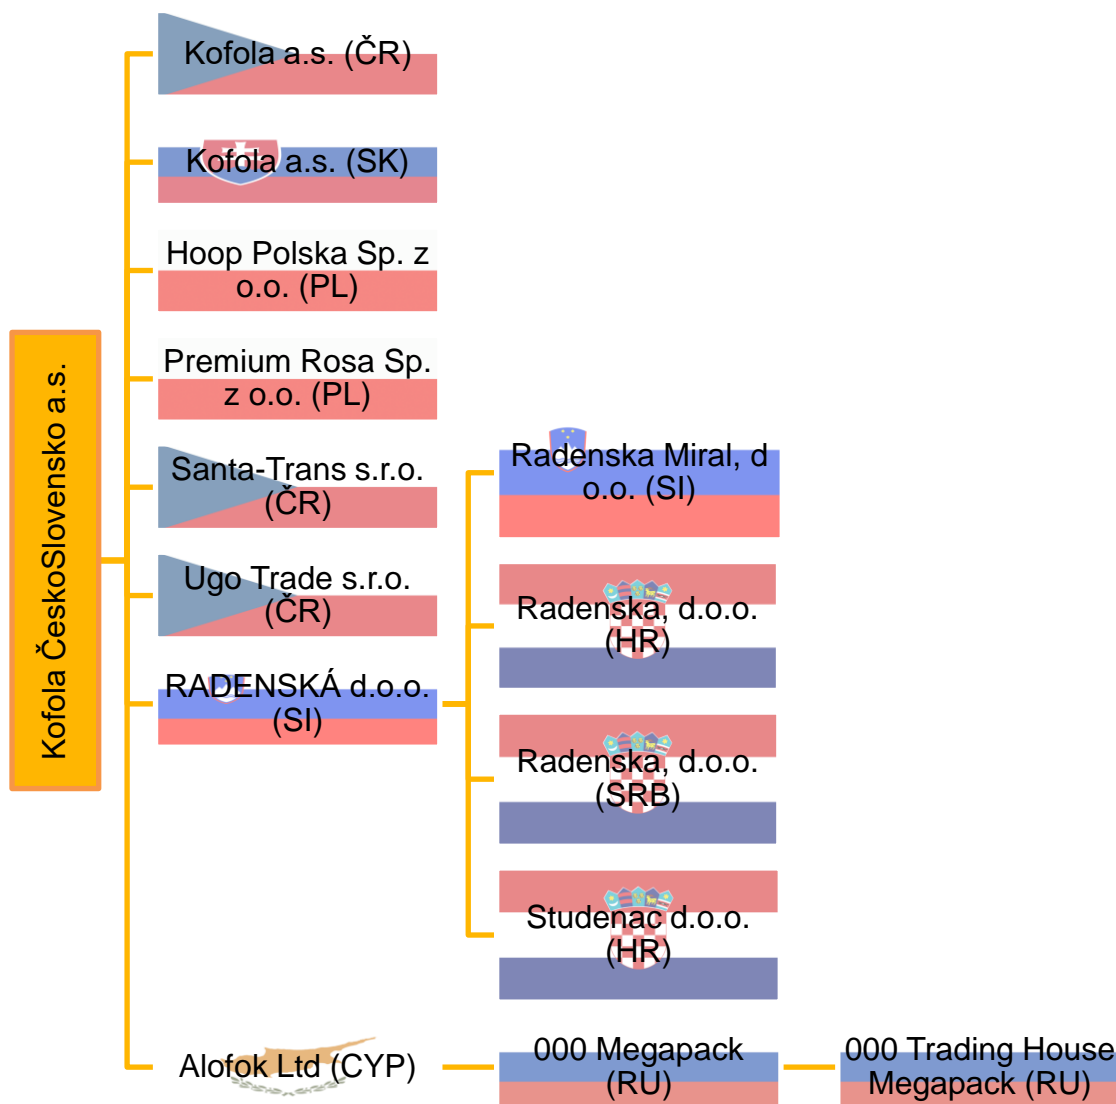 Kofola ČeskoSlovensko a.s.
Kofola a.s. (ČR)
Kofola a.s. (SK)
Hoop Polska Sp. z
o.o. (PL)
Premium Rosa Sp.
z o.o. (PL)
Santa-Trans s.r.o.
(ČR)
Ugo Trade s.r.o.
(ČR)
RADENSKÁ d.o.o.
(SI)
Radenska Miral, d
o.o. (SI)
Radenska, d.o.o.
(HR)
Radenska, d.o.o.
(SRB)
Studenac d.o.o.
(HR)
Alofok Ltd (CYP)
000 Megapack
(RU)
000 Trading House
Megapack (RU)